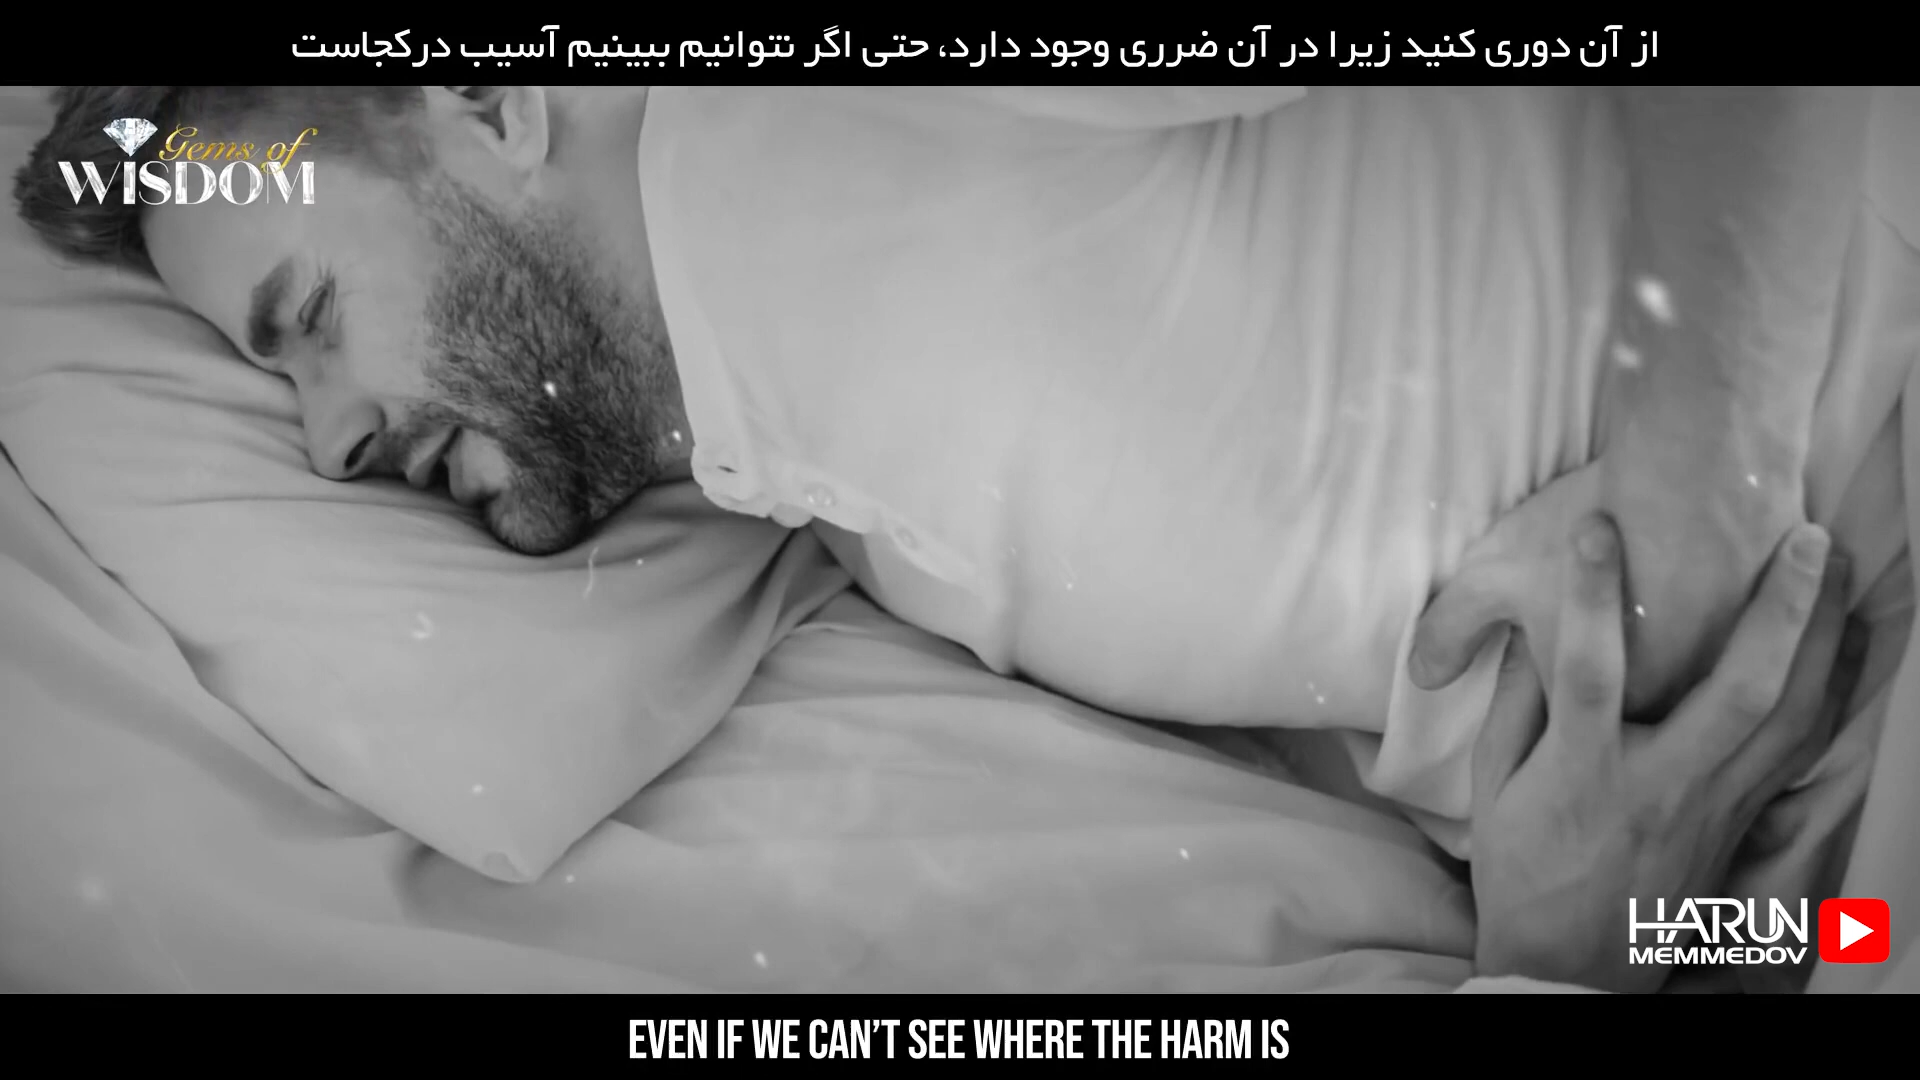 از آن دوری کنید زیرا در آن ضرری وجود دارد، حتی اگر نتوانیم ببینیم آسیب درکجاست
Gems of
WISDOM
HARUN
MEMMEDOV
EVEN IF WE CAN'T SEE WHERE THE HARM IS